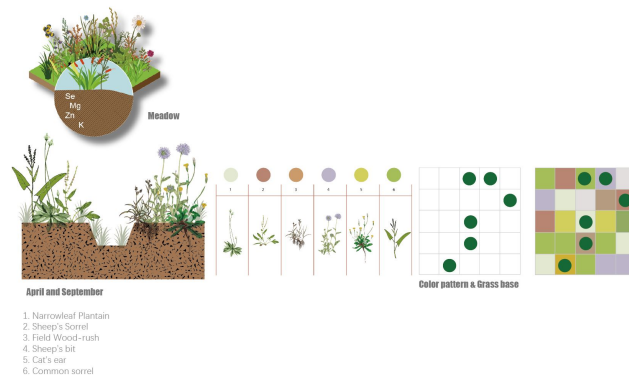 Se
Mg
Zn
K
Meadow
1 2 3 4 5 6
April and September
Color pattern & Grass base
1. Narrowleaf Plantain
2. Sheep's Sorrel
3. Field Wood-rush
4. Sheep's bit
5. Cat's ear
6. Common sorrel